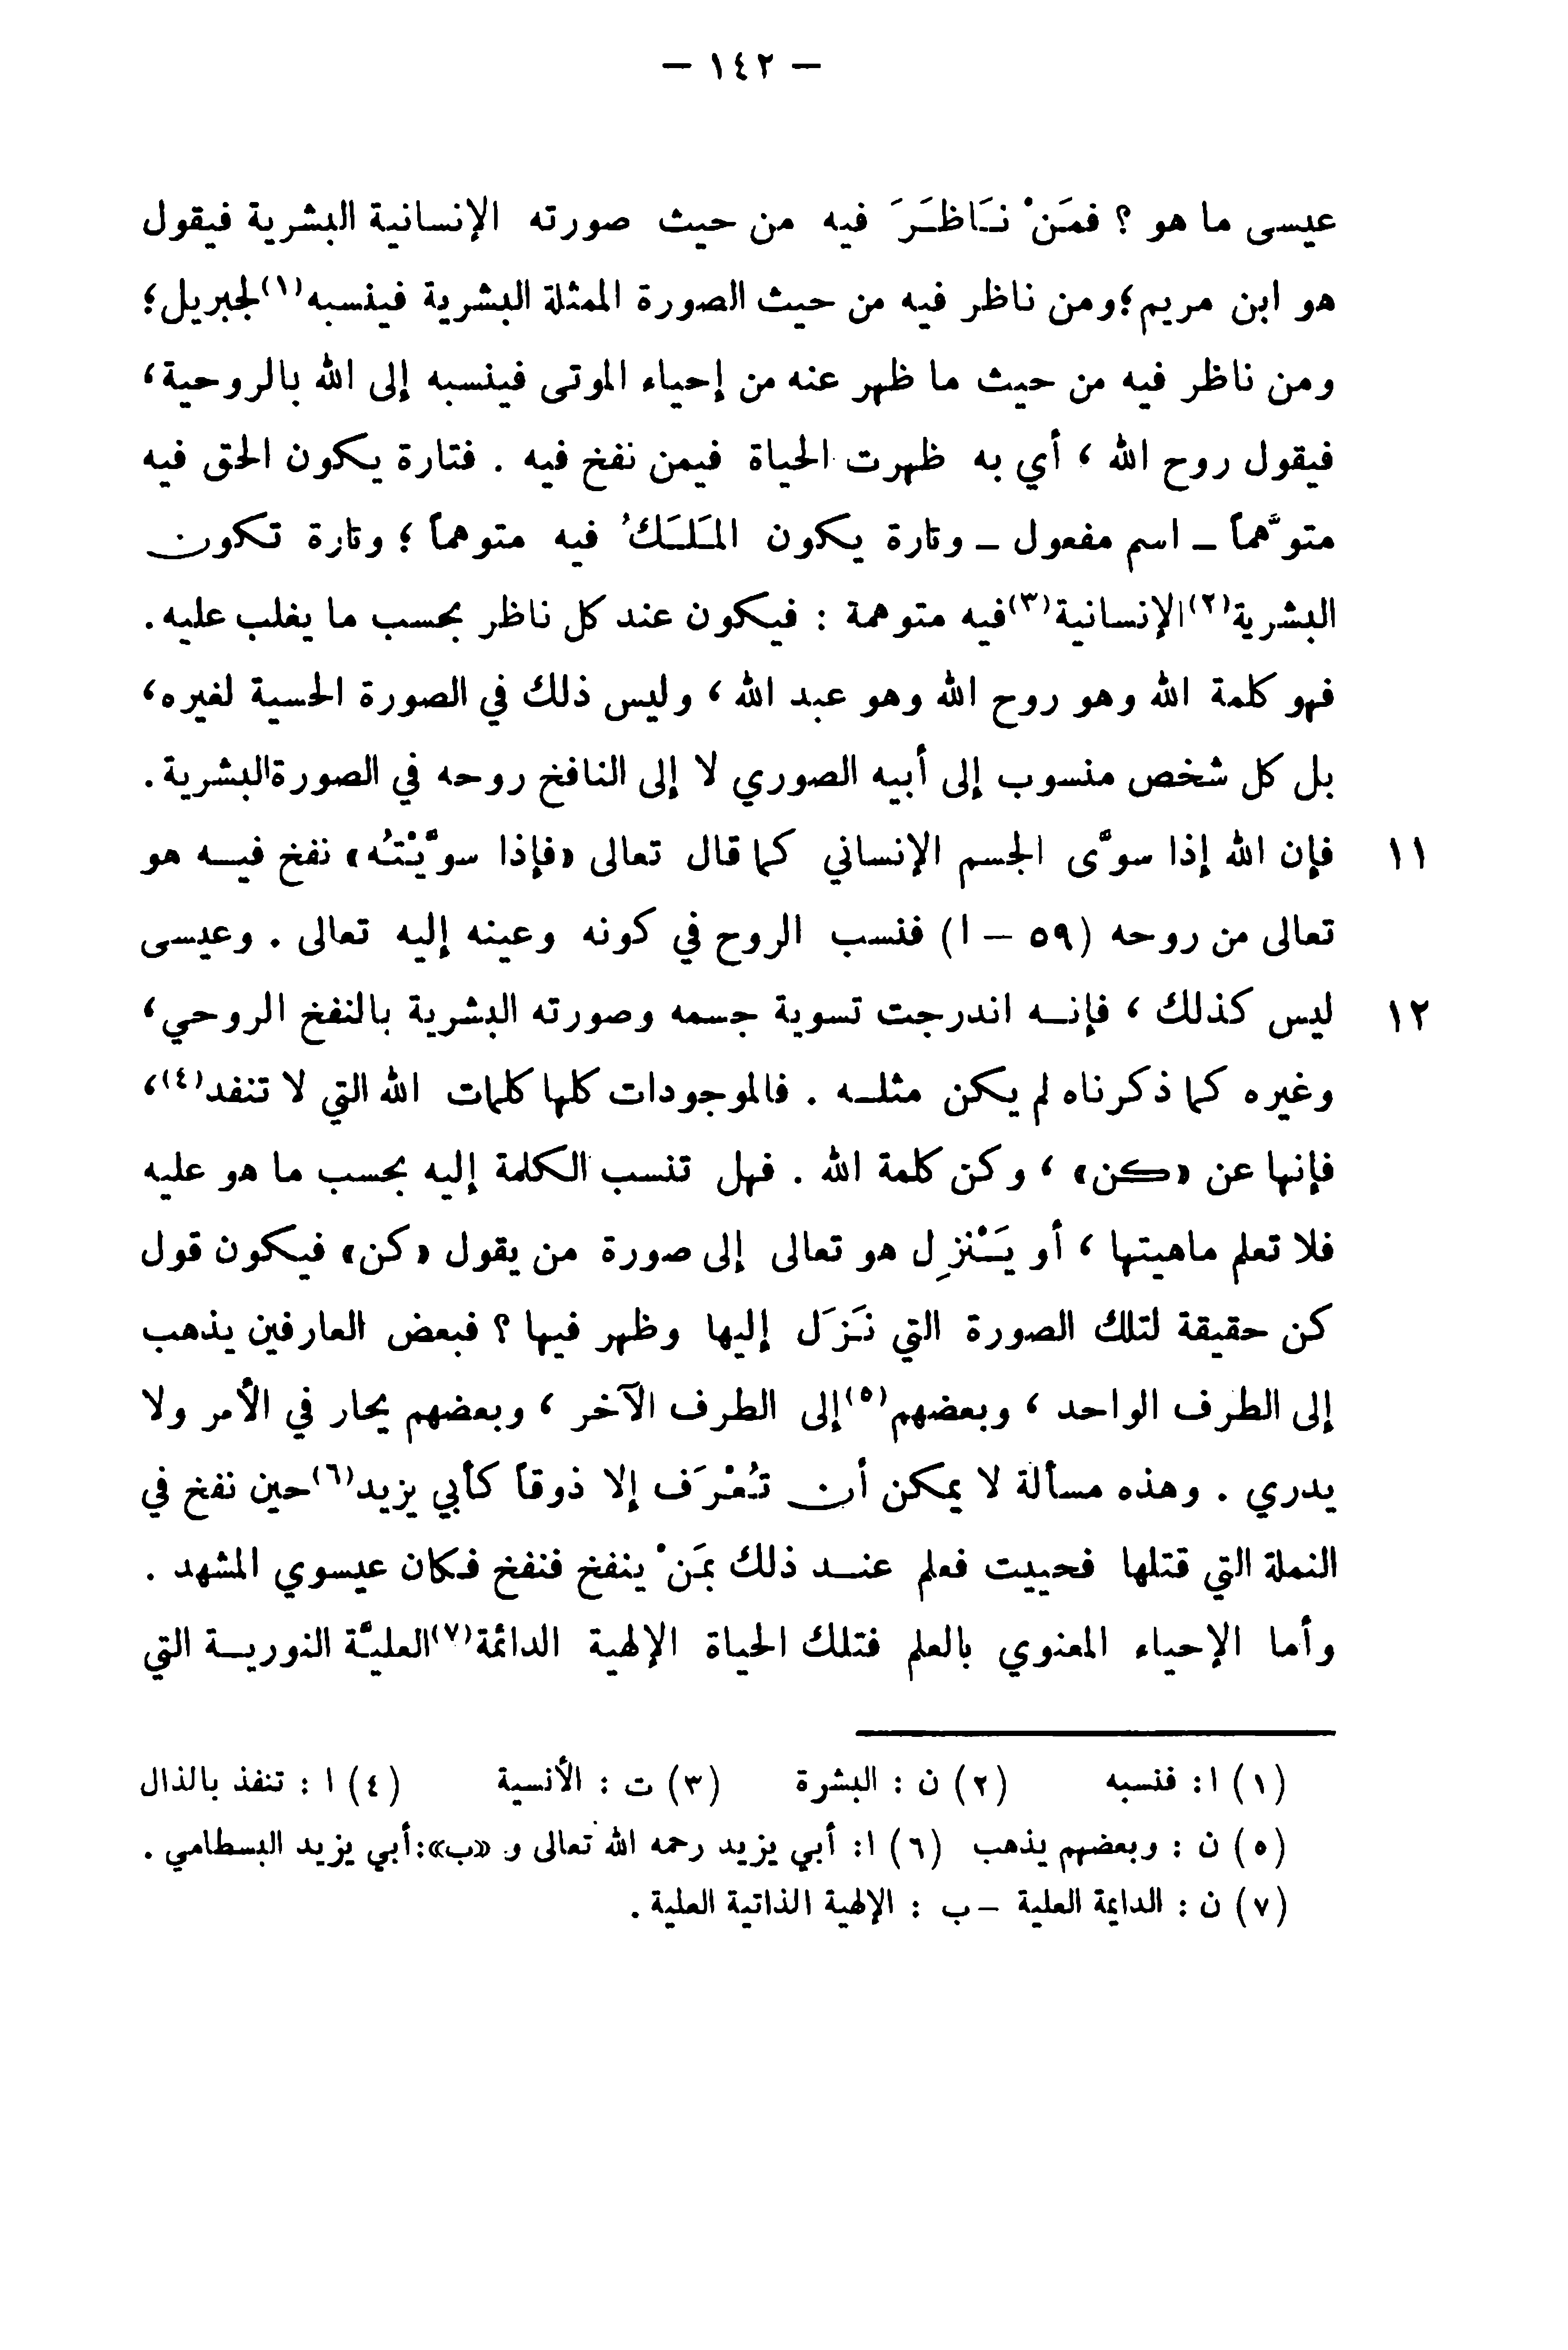 — ١٤٢ —
عيسى ما هو ؟ فمَنْ نَاظَرَ فيه من حيث صورته الإنسانية البشرية فيقول
هو ابن مريم؛ومن ناظر فيه من حيث الصورة الممثلة البشرية فينسبه(١)لجبريل؛
ومن ناظر فيه من حيث ما ظهر عنه من إحياء الموتى فينسبه إلى الله بالروحية،
فيقول روح الله ، أي به ظهرت الحياة فيمن نفخ فيه . فتارة يكون الحق فيه
متوَّهماً – اسم مفعول – وتارة يكون المَلَكُ فيه متوهماً ؛ وتارة تكون
البشرية(٢)الإنسانية(٣)فيه متوهمة : فيكون عند كل ناظر بحسب ما يغلب عليه.
فهو كلمة الله وهو روح الله وهو عبد الله ، وليس ذلك في الصورة الحسية لغيره،
بل كل شخص منسوب إلى أبيه الصوري لا إلى النافخ روحه في الصورةالبشرية.
١١ فإن الله إذا سوَّى الجسم الإنساني كما قال تعالى «فإذا سوَّيْتُه» نفخ فيه هو
تعالى من روحه (٥٩ – ا) فنسب الروح في كونه وعينه إليه تعالى . وعيسى
١٢ ليس كذلك ، فإنه اندرجت تسوية جسمه وصورته البشرية بالنفخ الروحي،
وغيره كما ذكرناه لم يكن مثله . فالموجودات كلها كلمات الله التي لا تنفد(٤)،
فإنها عن «كن» ، وكن كلمة الله . فهل تنسب الكلمة إليه بحسب ما هو عليه
فلا تعلم ماهيتها ، أو يَنْزِل هو تعالى إلى صورة من يقول «كن» فيكون قول
كن حقيقة لتلك الصورة التي نَزَل إليها وظهر فيها ؟ فبعض العارفين يذهب
إلى الطرف الواحد ، وبعضهم(٥)إلى الطرف الآخر ، وبعضهم يحار في الأمر ولا
يدري . وهذه مسألة لا يمكن أن تُعْرَف إلا ذوقاً كأبي يزيد(٦)حين نفخ في
النملة التي قتلها فحييت فعلم عند ذلك بمَنْ ينفخ فنفخ فكان عيسوي المشهد .
وأما الإحياء المعنوي بالعلم فتلك الحياة الإلهية الدائمة(٧)العليَّة النورية التي
(١) ا: فنسبه (٢) ن : البشرة (٣) ت : الأنسية (٤) ا : تنفذ بالذال
(٥) ن : وبعضهم يذهب (٦) ا: أبي يزيد رحمه الله تعالى و «ب»:أبي يزيد البسطامي .
(٧) ن : الدايمة العلية – ب : الإلهية الذاتية العلية .